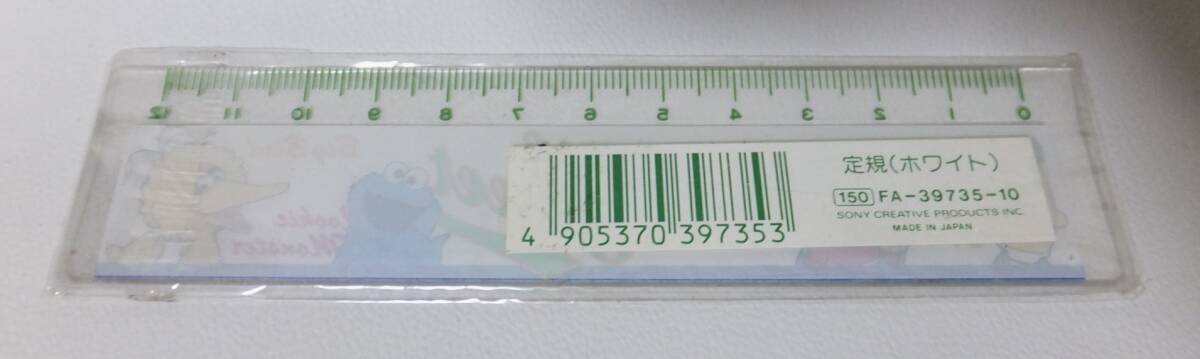 12 11 10 9 8 7 6 5 4 3 2 1 0
Big Bird
Cookie
Monster
定規(ホワイト)
150 FA-39735-10
SONY CREATIVE PRODUCTS INC.
MADE IN JAPAN
4 905370 397353